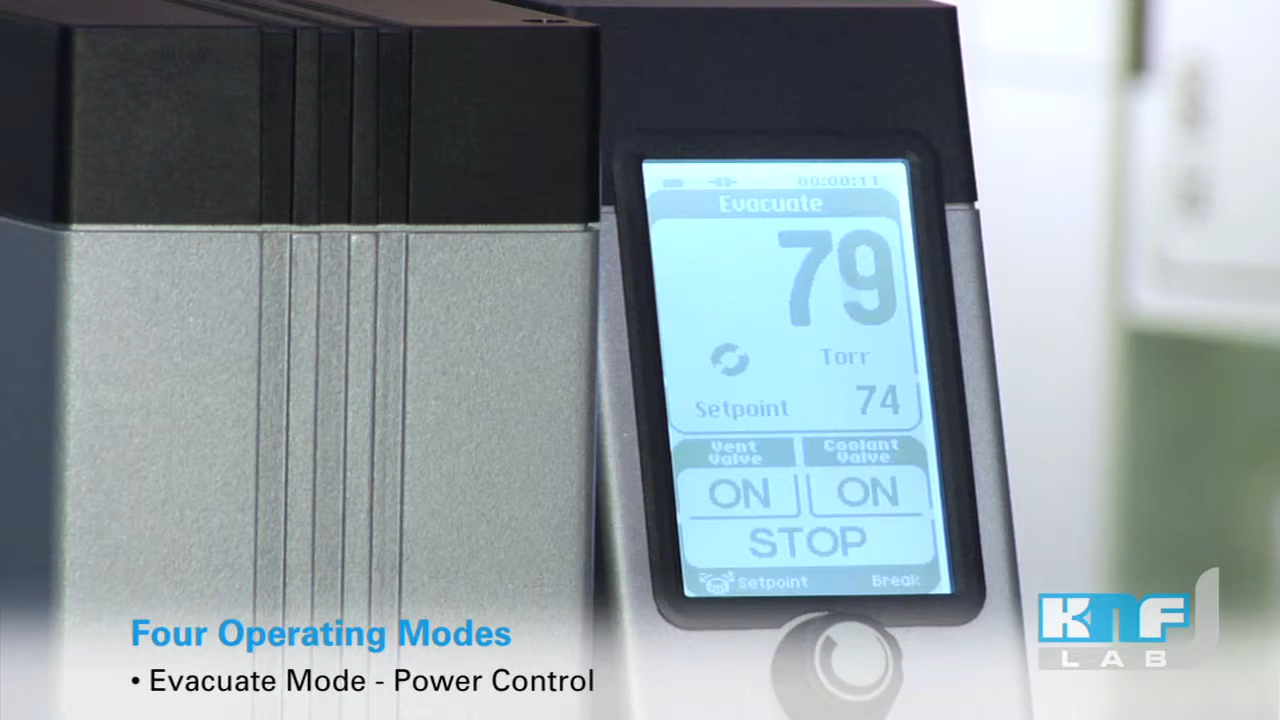 00:00:11
Evacuate
79
Torr
Setpoint 74
Vent Valve
Coolant Valve
ON ON
STOP
Setpoint Break
Four Operating Modes
• Evacuate Mode - Power Control
KNF
LAB